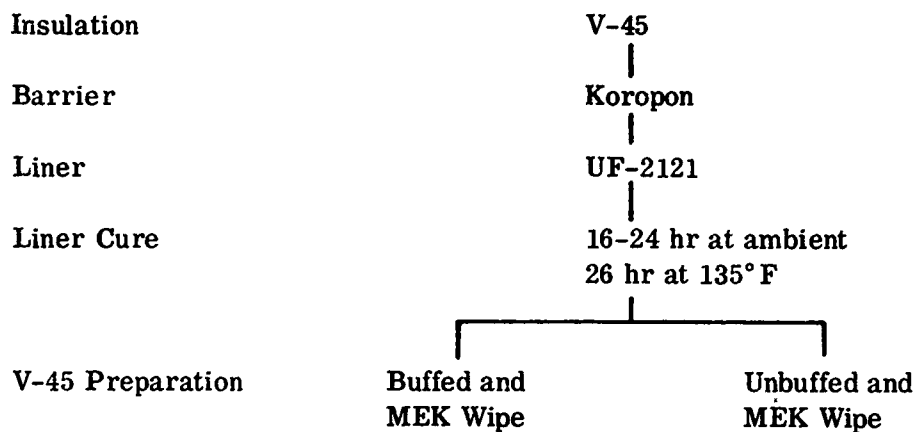 Insulation V-45
Barrier Koropon
Liner UF-2121
Liner Cure 16-24 hr at ambient
26 hr at 135°F
V-45 Preparation Buffed and Unbuffed and
MEK Wipe MEK Wipe